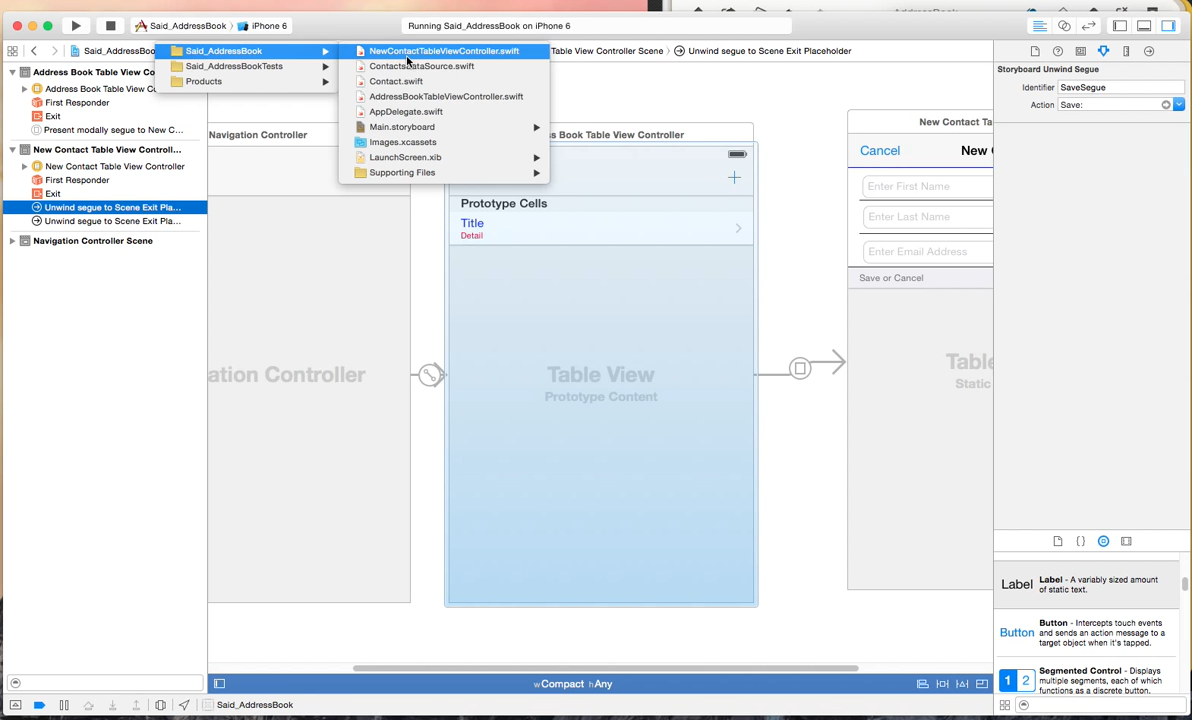 Said_AddressBook
iPhone 6
Running Said_AddressBook on iPhone 6
Said_AddressBoo
Said_AddressBook
Said_AddressBookTests
Products
NewContactTableViewController.swift
ContactsDataSource.swift
Contact.swift
AddressBookTableViewController.swift
AppDelegate.swift
Main.storyboard
Images.xcassets
LaunchScreen.xib
Supporting Files
Table View Controller Scene
Unwind segue to Scene Exit Placeholder
Address Book Table View Co
Address Book Table View Co
First Responder
Exit
Present modally segue to New C...
New Contact Table View Controll...
New Contact Table View Controller
First Responder
Exit
Unwind segue to Scene Exit Pla...
Unwind segue to Scene Exit Pla...
Navigation Controller Scene
Navigation Controller
ation Controller
ss Book Table View Controller
Prototype Cells
Title
Detail
Table View
Prototype Content
New Contact Ta
Cancel
New
Enter First Name
Enter Last Name
Enter Email Address
Save or Cancel
Table
Static
Storyboard Unwind Segue
Identifier SaveSegue
Action Save:
Label
Label - A variably sized amount
of static text.
Button
Button - Intercepts touch events
and sends an action message to a
target object when it's tapped.
1 2
Segmented Control - Displays
multiple segments, each of which
functions as a discrete button.
wCompact hAny
Said_AddressBook